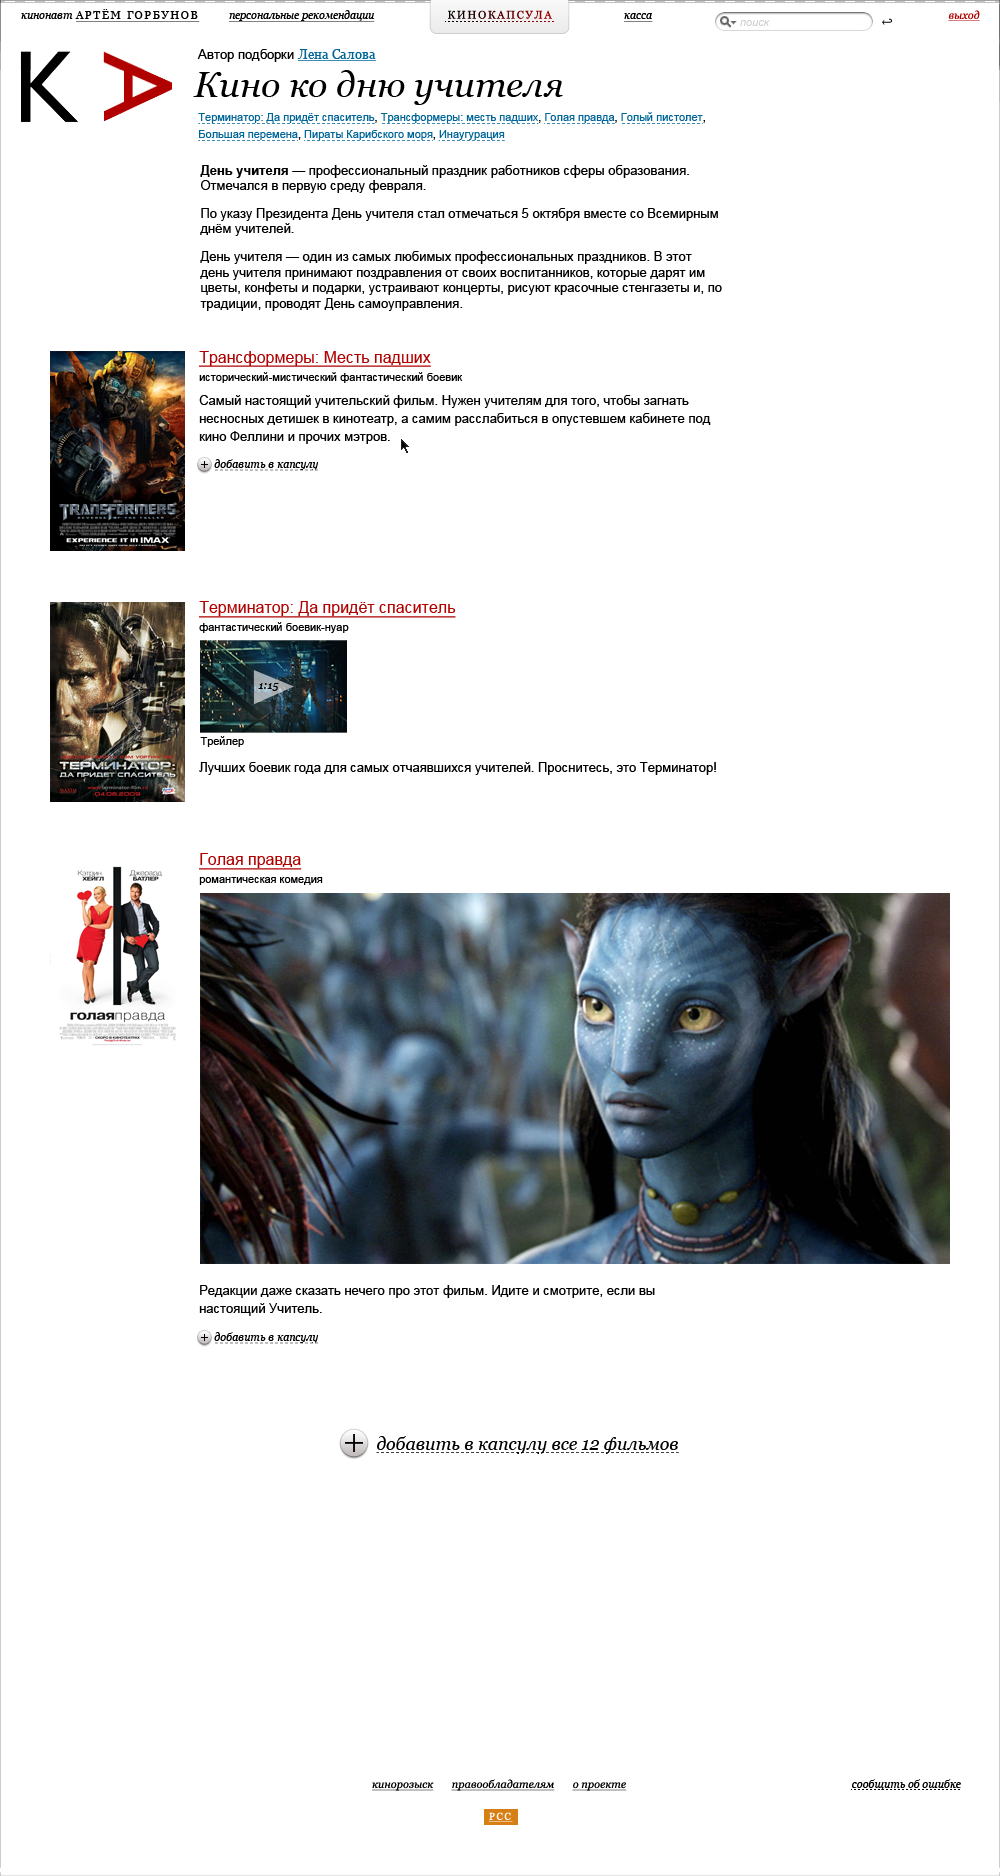 кинонавт АРТЁМ ГОРБУНОВ персональные рекомендации КИНОКАПСУЛА касса поиск выход
К А
Автор подборки Лена Салова
Кино ко дню учителя
Терминатор: Да придёт спаситель, Трансформеры: месть падших, Голая правда, Голый пистолет,
Большая перемена, Пираты Карибского моря, Инаугурация
День учителя — профессиональный праздник работников сферы образования.
Отмечался в первую среду февраля.
По указу Президента День учителя стал отмечаться 5 октября вместе со Всемирным
днём учителей.
День учителя — один из самых любимых профессиональных праздников. В этот
день учителя принимают поздравления от своих воспитанников, которые дарят им
цветы, конфеты и подарки, устраивают концерты, рисуют красочные стенгазеты и, по
традиции, проводят День самоуправления.
Трансформеры: Месть падших
исторический-мистический фантастический боевик
Самый настоящий учительский фильм. Нужен учителям для того, чтобы загнать
несносных детишек в кинотеатр, а самим расслабиться в опустевшем кабинете под
кино Феллини и прочих мэтров.
добавить в капсулу
TRANSFORMERS
REVENGE OF THE FALLEN
EXPERIENCE IT IN IMAX
Терминатор: Да придёт спаситель
фантастический боевик-нуар
1:15
Трейлер
Лучших боевик года для самых отчаявшихся учителей. Проснитесь, это Терминатор!
ТЕРМИНАТОР:
ДА ПРИДЕТ СПАСИТЕЛЬ
04.06.2009
Голая правда
романтическая комедия
Кэтрин ХЕЙГЛ
Джерард БАТЛЕР
голаяправда
СКОРО В КИНОТЕАТРАХ
Редакции даже сказать нечего про этот фильм. Идите и смотрите, если вы
настоящий Учитель.
добавить в капсулу
добавить в капсулу все 12 фильмов
кинорозыск правообладателям о проекте сообщить об ошибке
РСС